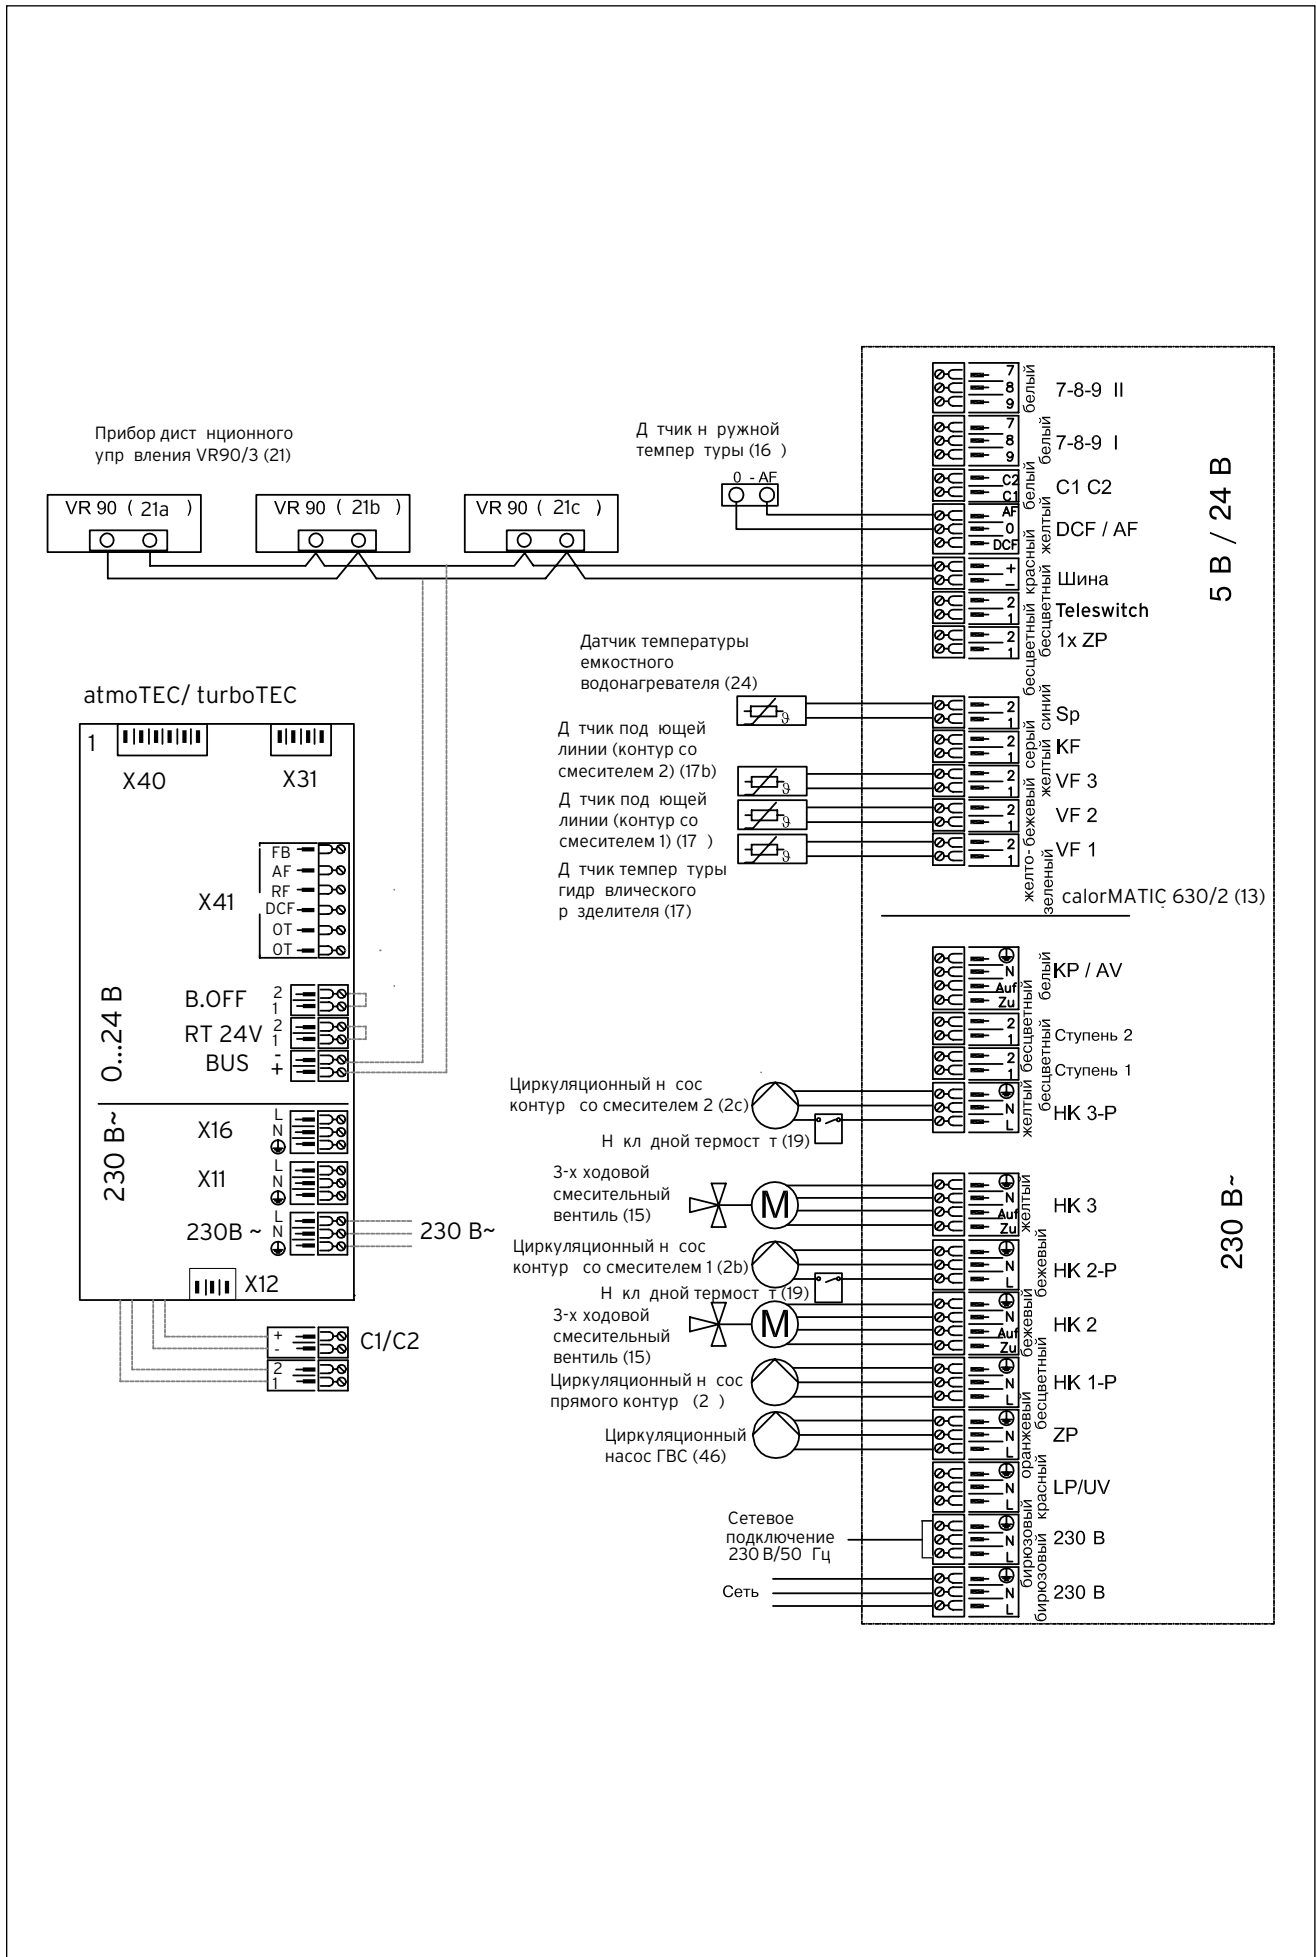 Прибор дист нционного
упр вления VR90/3 (21)
VR 90 ( 21a )
VR 90 ( 21b )
VR 90 ( 21c )
Д тчик н ружной
темпер туры (16 )
0 - AF
7
8
9
белый
7-8-9 II
7
8
9
белый
7-8-9 I
C2
C1
белый
C1 C2
AF
0
DCF
желтый
DCF / AF
+
–
красный
Шина
2
1
бесцветный
Teleswitch
2
1
бесцветный
1x ZP
5 В / 24 В
Датчик температуры
емкостного
водонагревателя (24)
ϑ
2
1
синий
Sp
2
1
серый
KF
Д тчик под ющей
линии (контур со
смесителем 2) (17b)
ϑ
2
1
желтый
VF 3
Д тчик под ющей
линии (контур со
смесителем 1) (17 )
ϑ
2
1
бежевый
VF 2
Д тчик темпер туры
гидр влического
р зделителя (17)
ϑ
2
1
желто-
зеленый
VF 1
calorMATIC 630/2 (13)
atmoTEC/ turboTEC
1
X40
X31
X41
FB
AF
RF
DCF
OT
OT
0...24 В
B.OFF
2
1
RT 24V
2
1
BUS
-
+
230 В~
X16
L
N
X11
L
N
230В ~
L
N
230 В~
X12
+
-
C1/C2
2
1
N
Auf
Zu
белый
KP / AV
2
1
бесцветный
Ступень 2
2
1
бесцветный
Ступень 1
Циркуляционный н сос
контур со смесителем 2 (2c)
Н кл дной термост т (19)
N
L
желтый
HK 3-P
3-х ходовой
смесительный
вентиль (15)
M
N
Auf
Zu
желтый
HK 3
230 В~
Циркуляционный н сос
контур со смесителем 1 (2b)
Н кл дной термост т (19)
N
L
бежевый
HK 2-P
3-х ходовой
смесительный
вентиль (15)
M
N
Auf
Zu
бежевый
HK 2
Циркуляционный н сос
прямого контур (2 )
N
L
бесцветный
HK 1-P
Циркуляционный
насос ГВС (46)
N
L
оранжевый
ZP
N
L
красный
LP/UV
Сетевое
подключение
230 В/50 Гц
N
L
бирюзовый
230 В
Сеть
N
L
бирюзовый
230 В